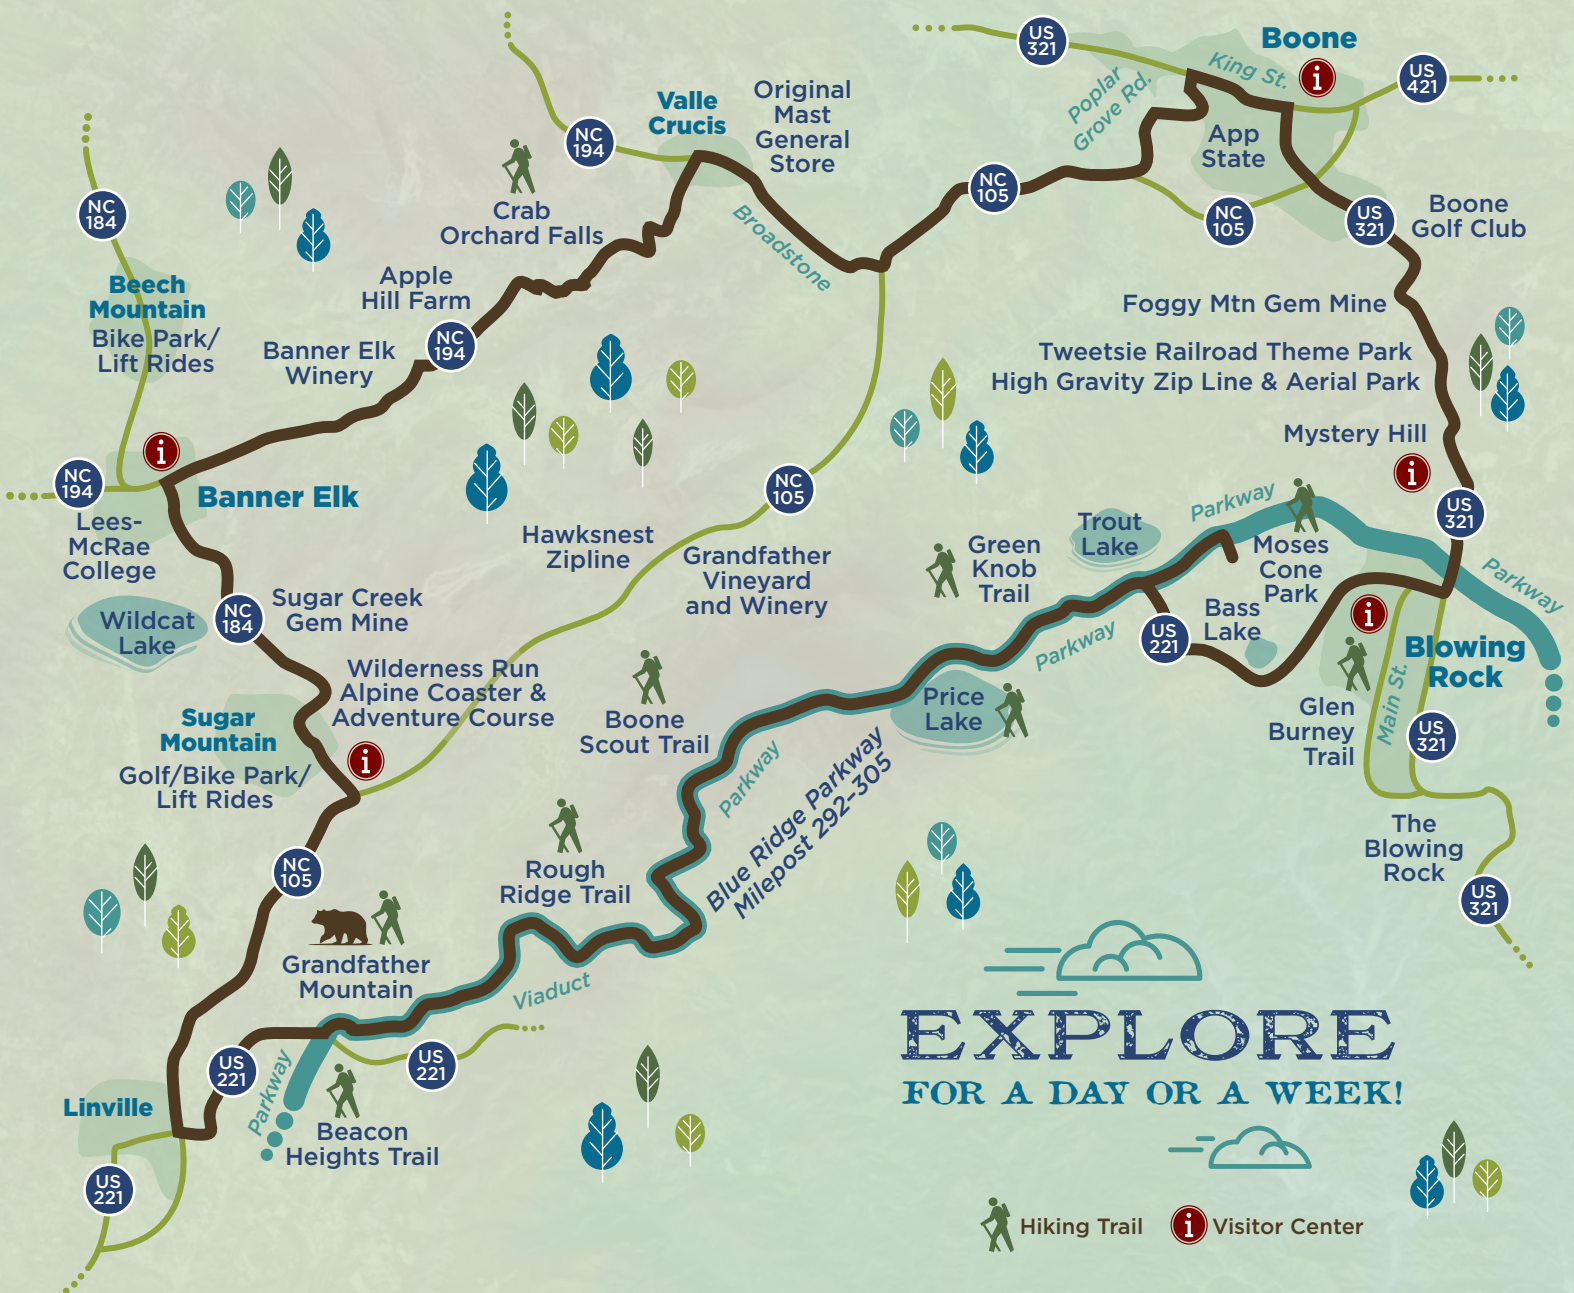 US
321
Boone
King St.
US
421
Poplar
Grove Rd.
App
State
Valle
Crucis
Original
Mast
General
Store
NC
194
NC
105
NC
105
US
321
Boone
Golf Club
NC
184
Crab
Orchard Falls
Broadstone
Beech
Mountain
Bike Park/
Lift Rides
Apple
Hill Farm
NC
194
Banner Elk
Winery
Foggy Mtn Gem Mine
Tweetsie Railroad Theme Park
High Gravity Zip Line & Aerial Park
Mystery Hill
US
321
NC
194
Banner Elk
Lees-
McRae
College
NC
105
Hawksnest
Zipline
Grandfather
Vineyard
and Winery
Green
Knob
Trail
Trout
Lake
Parkway
Moses
Cone
Park
Parkway
Wildcat
Lake
NC
184
Sugar Creek
Gem Mine
Wilderness Run
Alpine Coaster &
Adventure Course
Parkway
US
221
Bass
Lake
Blowing
Rock
Main St.
Glen
Burney
Trail
US
321
Sugar
Mountain
Golf/Bike Park/
Lift Rides
Boone
Scout Trail
Price
Lake
Parkway
Blue Ridge Parkway
Milepost 292-305
The
Blowing
Rock
US
321
NC
105
Rough
Ridge Trail
Grandfather
Mountain
Viaduct
US
221
US
221
Parkway
Beacon
Heights Trail
Linville
US
221
EXPLORE
FOR A DAY OR A WEEK!
Hiking Trail
Visitor Center